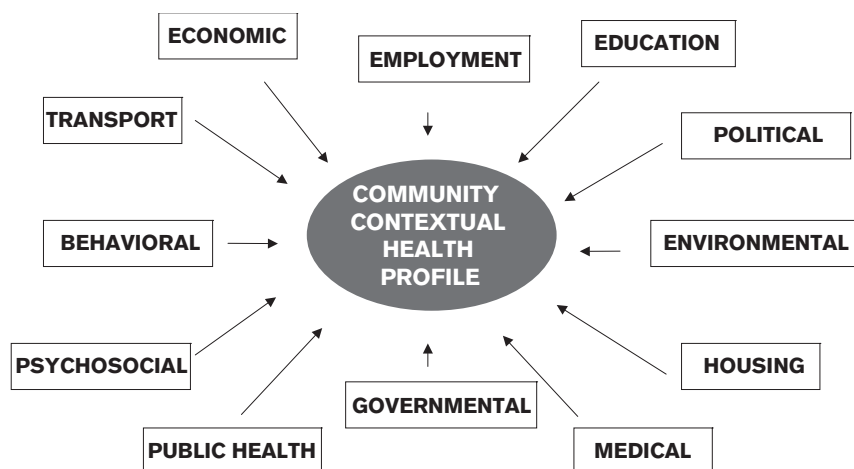 ECONOMIC
EMPLOYMENT
EDUCATION
TRANSPORT
POLITICAL
COMMUNITY
CONTEXTUAL
HEALTH
PROFILE
BEHAVIORAL
ENVIRONMENTAL
PSYCHOSOCIAL
HOUSING
GOVERNMENTAL
PUBLIC HEALTH
MEDICAL